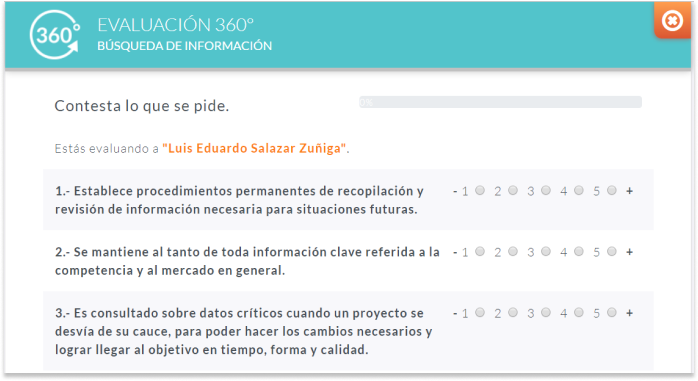 360°
EVALUACIÓN 360°
BÚSQUEDA DE INFORMACIÓN
Contesta lo que se pide.
0%
Estás evaluando a "Luis Eduardo Salazar Zuñiga".
1.- Establece procedimientos permanentes de recopilación y
revisión de información necesaria para situaciones futuras.
- 1 2 3 4 5 +
2.- Se mantiene al tanto de toda información clave referida a la
competencia y al mercado en general.
- 1 2 3 4 5 +
3.- Es consultado sobre datos críticos cuando un proyecto se
desvía de su cauce, para poder hacer los cambios necesarios y
lograr llegar al objetivo en tiempo, forma y calidad.
- 1 2 3 4 5 +